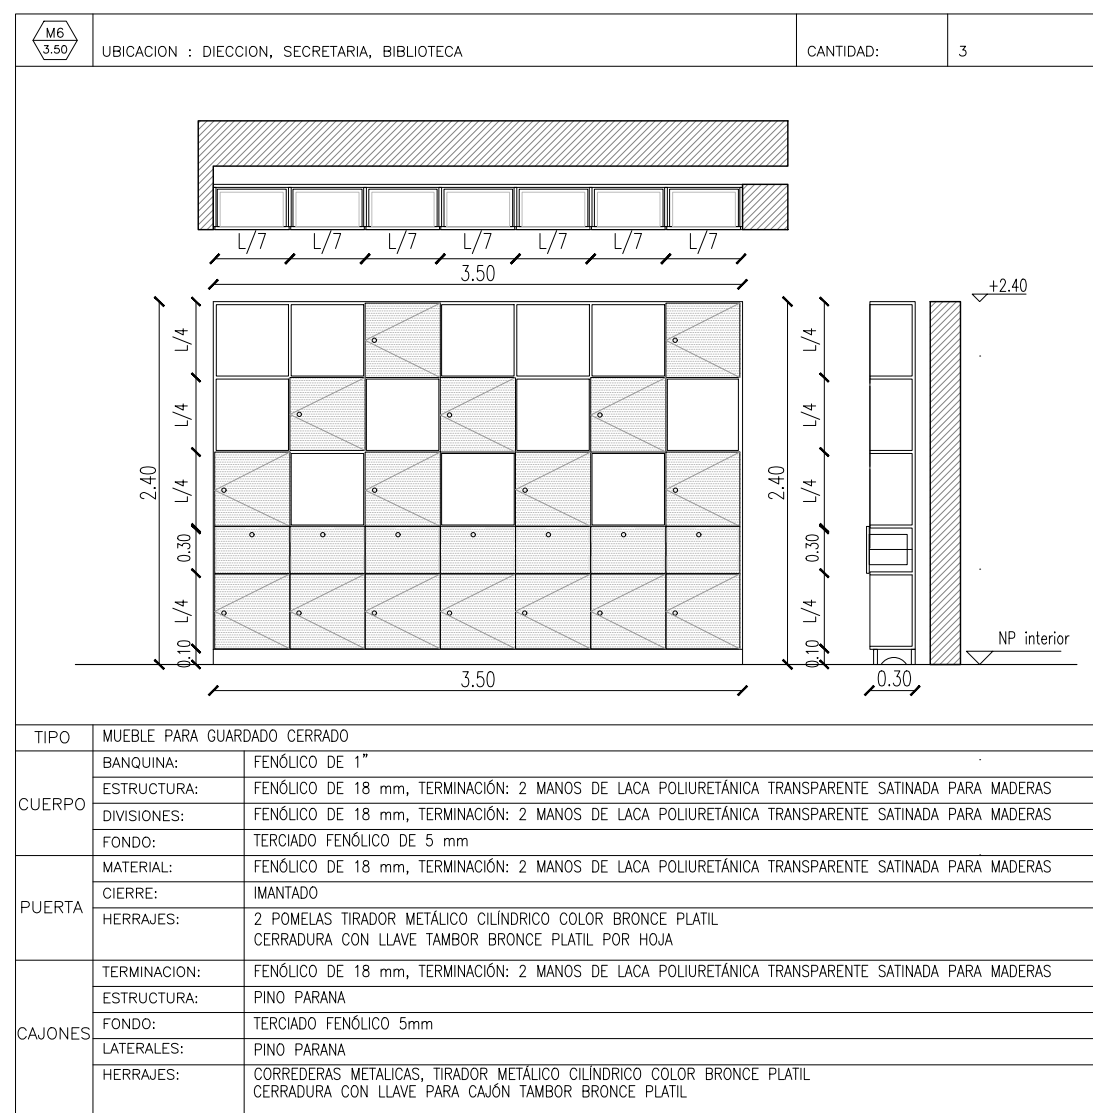 M6
3.50
UBICACION : DIECCION, SECRETARIA, BIBLIOTECA
CANTIDAD:
3
L/7 L/7 L/7 L/7 L/7 L/7 L/7
3.50
+2.40
L/4 L/4
L/4 L/4
2.40 2.40
L/4 L/4
0.30 0.30
L/4 L/4
0.10 0.10
NP interior
3.50
0.30
TIPO MUEBLE PARA GUARDADO CERRADO
CUERPO
BANQUINA: FENÓLICO DE 1”
ESTRUCTURA: FENÓLICO DE 18 mm, TERMINACIÓN: 2 MANOS DE LACA POLIURETÁNICA TRANSPARENTE SATINADA PARA MADERAS
DIVISIONES: FENÓLICO DE 18 mm, TERMINACIÓN: 2 MANOS DE LACA POLIURETÁNICA TRANSPARENTE SATINADA PARA MADERAS
FONDO: TERCIADO FENÓLICO DE 5 mm
PUERTA
MATERIAL: FENÓLICO DE 18 mm, TERMINACIÓN: 2 MANOS DE LACA POLIURETÁNICA TRANSPARENTE SATINADA PARA MADERAS
CIERRE: IMANTADO
HERRAJES: 2 POMELAS TIRADOR METÁLICO CILÍNDRICO COLOR BRONCE PLATIL
CERRADURA CON LLAVE TAMBOR BRONCE PLATIL POR HOJA
CAJONES
TERMINACION: FENÓLICO DE 18 mm, TERMINACIÓN: 2 MANOS DE LACA POLIURETÁNICA TRANSPARENTE SATINADA PARA MADERAS
ESTRUCTURA: PINO PARANA
FONDO: TERCIADO FENÓLICO 5mm
LATERALES: PINO PARANA
HERRAJES: CORREDERAS METALICAS, TIRADOR METÁLICO CILÍNDRICO COLOR BRONCE PLATIL
CERRADURA CON LLAVE PARA CAJÓN TAMBOR BRONCE PLATIL